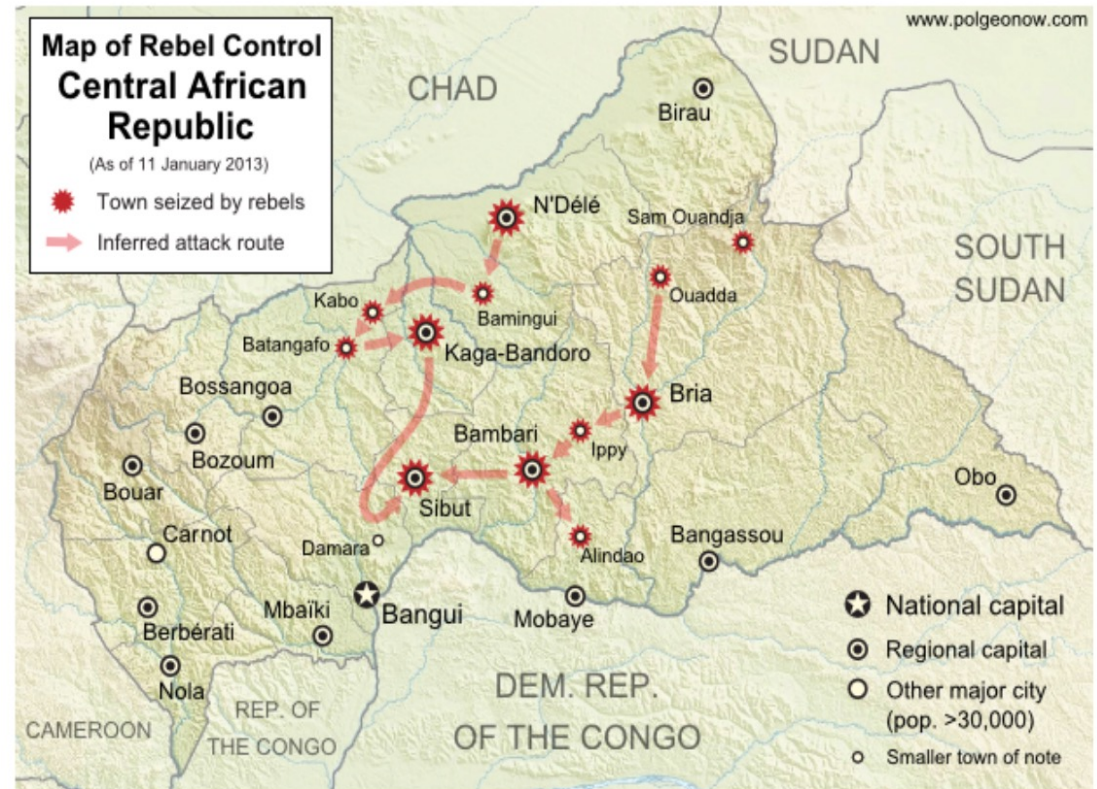 www.polgeonow.com
Map of Rebel Control
Central African
Republic
(As of 11 January 2013)
Town seized by rebels
Inferred attack route
CHAD
SUDAN
Birau
N'Délé
Sam Ouandja
SOUTH
SUDAN
Ouadda
Kabo
Bamingui
Batangafo
Kaga-Bandoro
Bossangoa
Bria
Bambari
Ippy
Bozoum
Bouar
Sibut
Obo
Carnot
Damara
Alindao
Bangassou
Mbaïki
Bangui
Mobaye
Berbérati
Nola
National capital
Regional capital
Other major city
(pop. >30,000)
Smaller town of note
DEM. REP.
OF THE CONGO
REP. OF
THE CONGO
CAMEROON